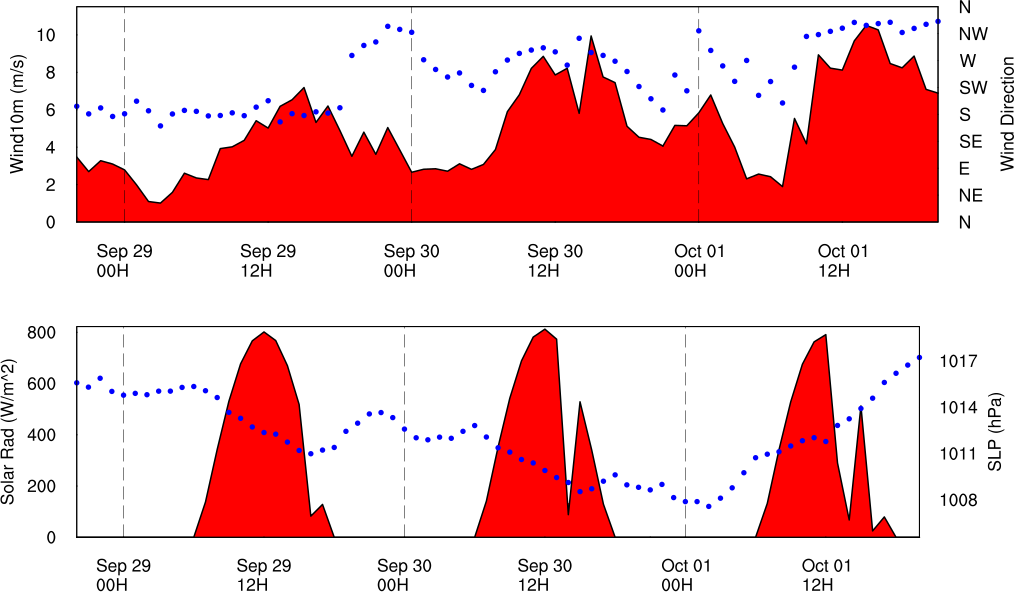 Wind10m (m/s)
10
8
6
4
2
0
N
NW
W
SW
S
SE
E
NE
N
Wind Direction
Sep 29
00H
Sep 29
12H
Sep 30
00H
Sep 30
12H
Oct 01
00H
Oct 01
12H
Solar Rad (W/m^2)
800
600
400
200
0
1017
1014
1011
1008
SLP (hPa)
Sep 29
00H
Sep 29
12H
Sep 30
00H
Sep 30
12H
Oct 01
00H
Oct 01
12H